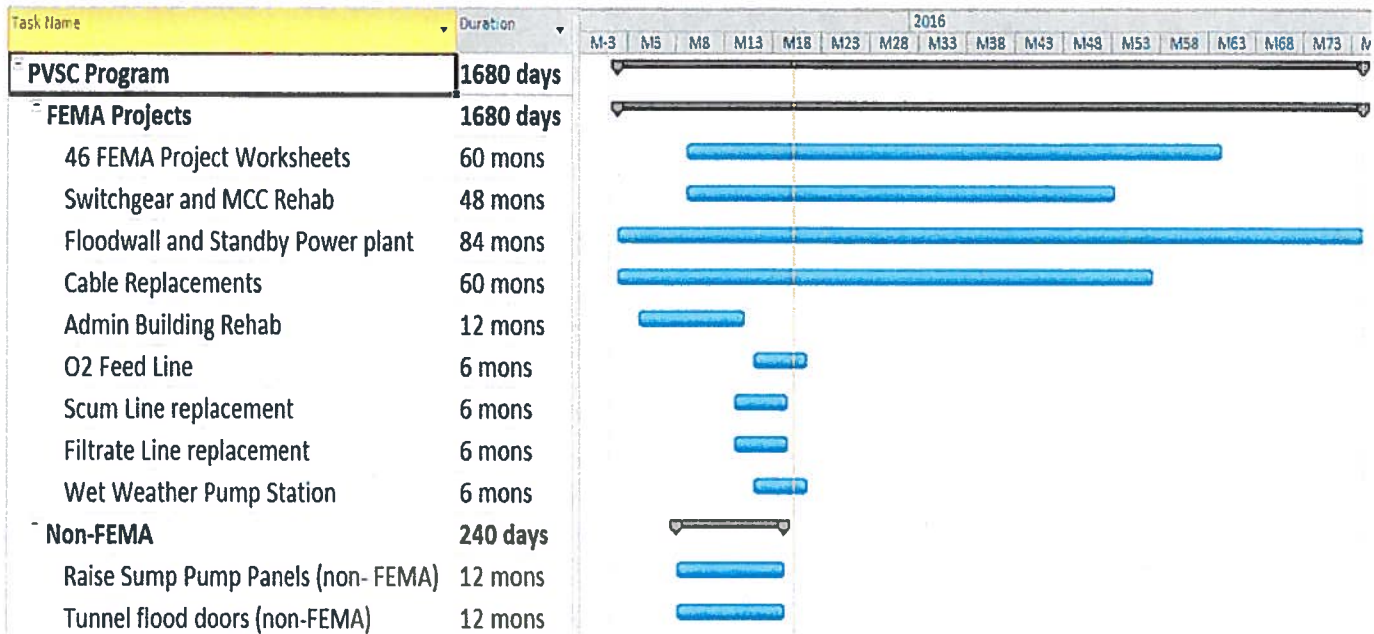 Task Name Duration 2016
M-3 M5 M8 M13 M18 M23 M28 M33 M38 M43 M48 M53 M58 M63 M68 M73 M
PVSC Program 1680 days
FEMA Projects 1680 days
46 FEMA Project Worksheets 60 mons
Switchgear and MCC Rehab 48 mons
Floodwall and Standby Power plant 84 mons
Cable Replacements 60 mons
Admin Building Rehab 12 mons
O2 Feed Line 6 mons
Scum Line replacement 6 mons
Filtrate Line replacement 6 mons
Wet Weather Pump Station 6 mons
Non-FEMA 240 days
Raise Sump Pump Panels (non- FEMA) 12 mons
Tunnel flood doors (non-FEMA) 12 mons